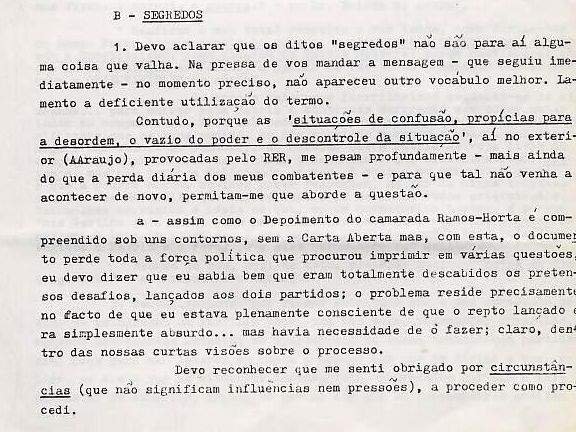 B - SEGREDOS
1. Devo aclarar que os ditos "segredos" não são para aí algu-
ma coisa que valha. Na pressa de vos mandar a mensagem - que seguiu ime-
diatamente - no momento preciso, não apareceu outro vocábulo melhor. La-
mento a deficiente utilização do termo.
Contudo, porque as 'situações de confusão, propícias para
a desordem, o vazio do poder e o descontrole da situação', aí no exteri-
or (AAraujo), provocadas pelo RER, me pesam profundamente - mais ainda
do que a perda diária dos meus combatentes - e para que tal não venha a
acontecer de novo, permitam-me que aborde a questão.
a - assim como o Depoimento do camarada Ramos-Horta é com-
preendido sob uns contornos, sem a Carta Aberta mas, com esta, o documen
to perde toda a força política que procurou imprimir em várias questões,
eu devo dizer que eu sabia bem que eram totalmente descabidos os preten-
sos desafios, lançados aos dois partidos; o problema reside precisamente
no facto de que eu estava plenamente consciente de que o repto lançado e
ra simplesmente absurdo... mas havia necessidade de o fazer; claro, den-
tro das nossas curtas visões sobre o processo.
Devo reconhecer que me senti obrigado por circunstân-
cias (que não significam influências nem pressões), a proceder como pro-
cedi.